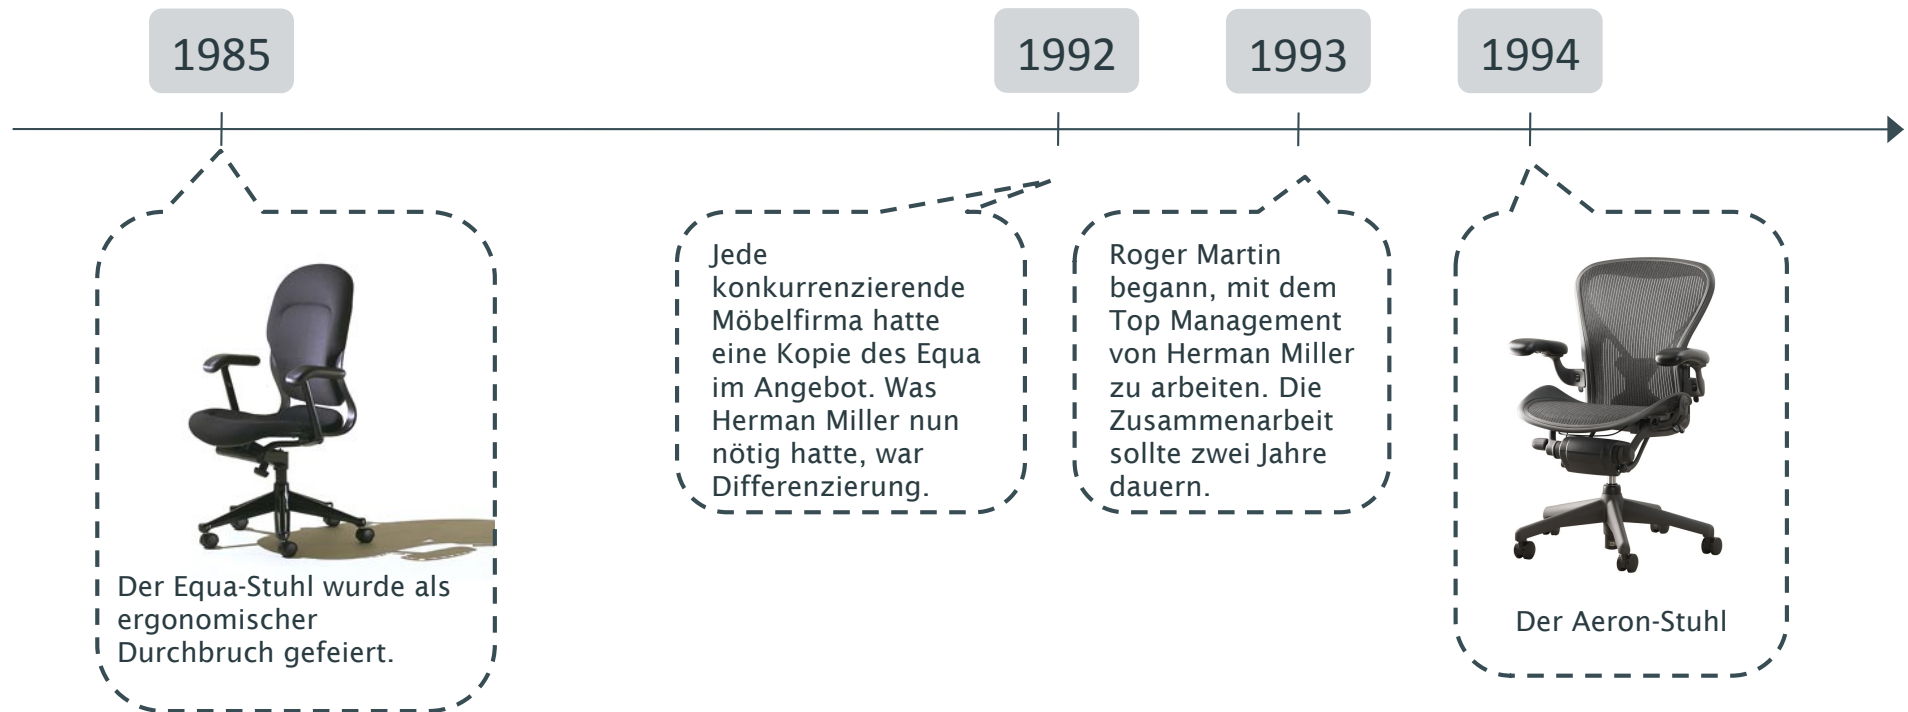 1985
1992
1993
1994
Der Equa-Stuhl wurde als
ergonomischer
Durchbruch gefeiert.
Jede
konkurrenzierende
Möbelfirma hatte
eine Kopie des Equa
im Angebot. Was
Herman Miller nun
nötig hatte, war
Differenzierung.
Roger Martin
begann, mit dem
Top Management
von Herman Miller
zu arbeiten. Die
Zusammenarbeit
sollte zwei Jahre
dauern.
Der Aeron-Stuhl